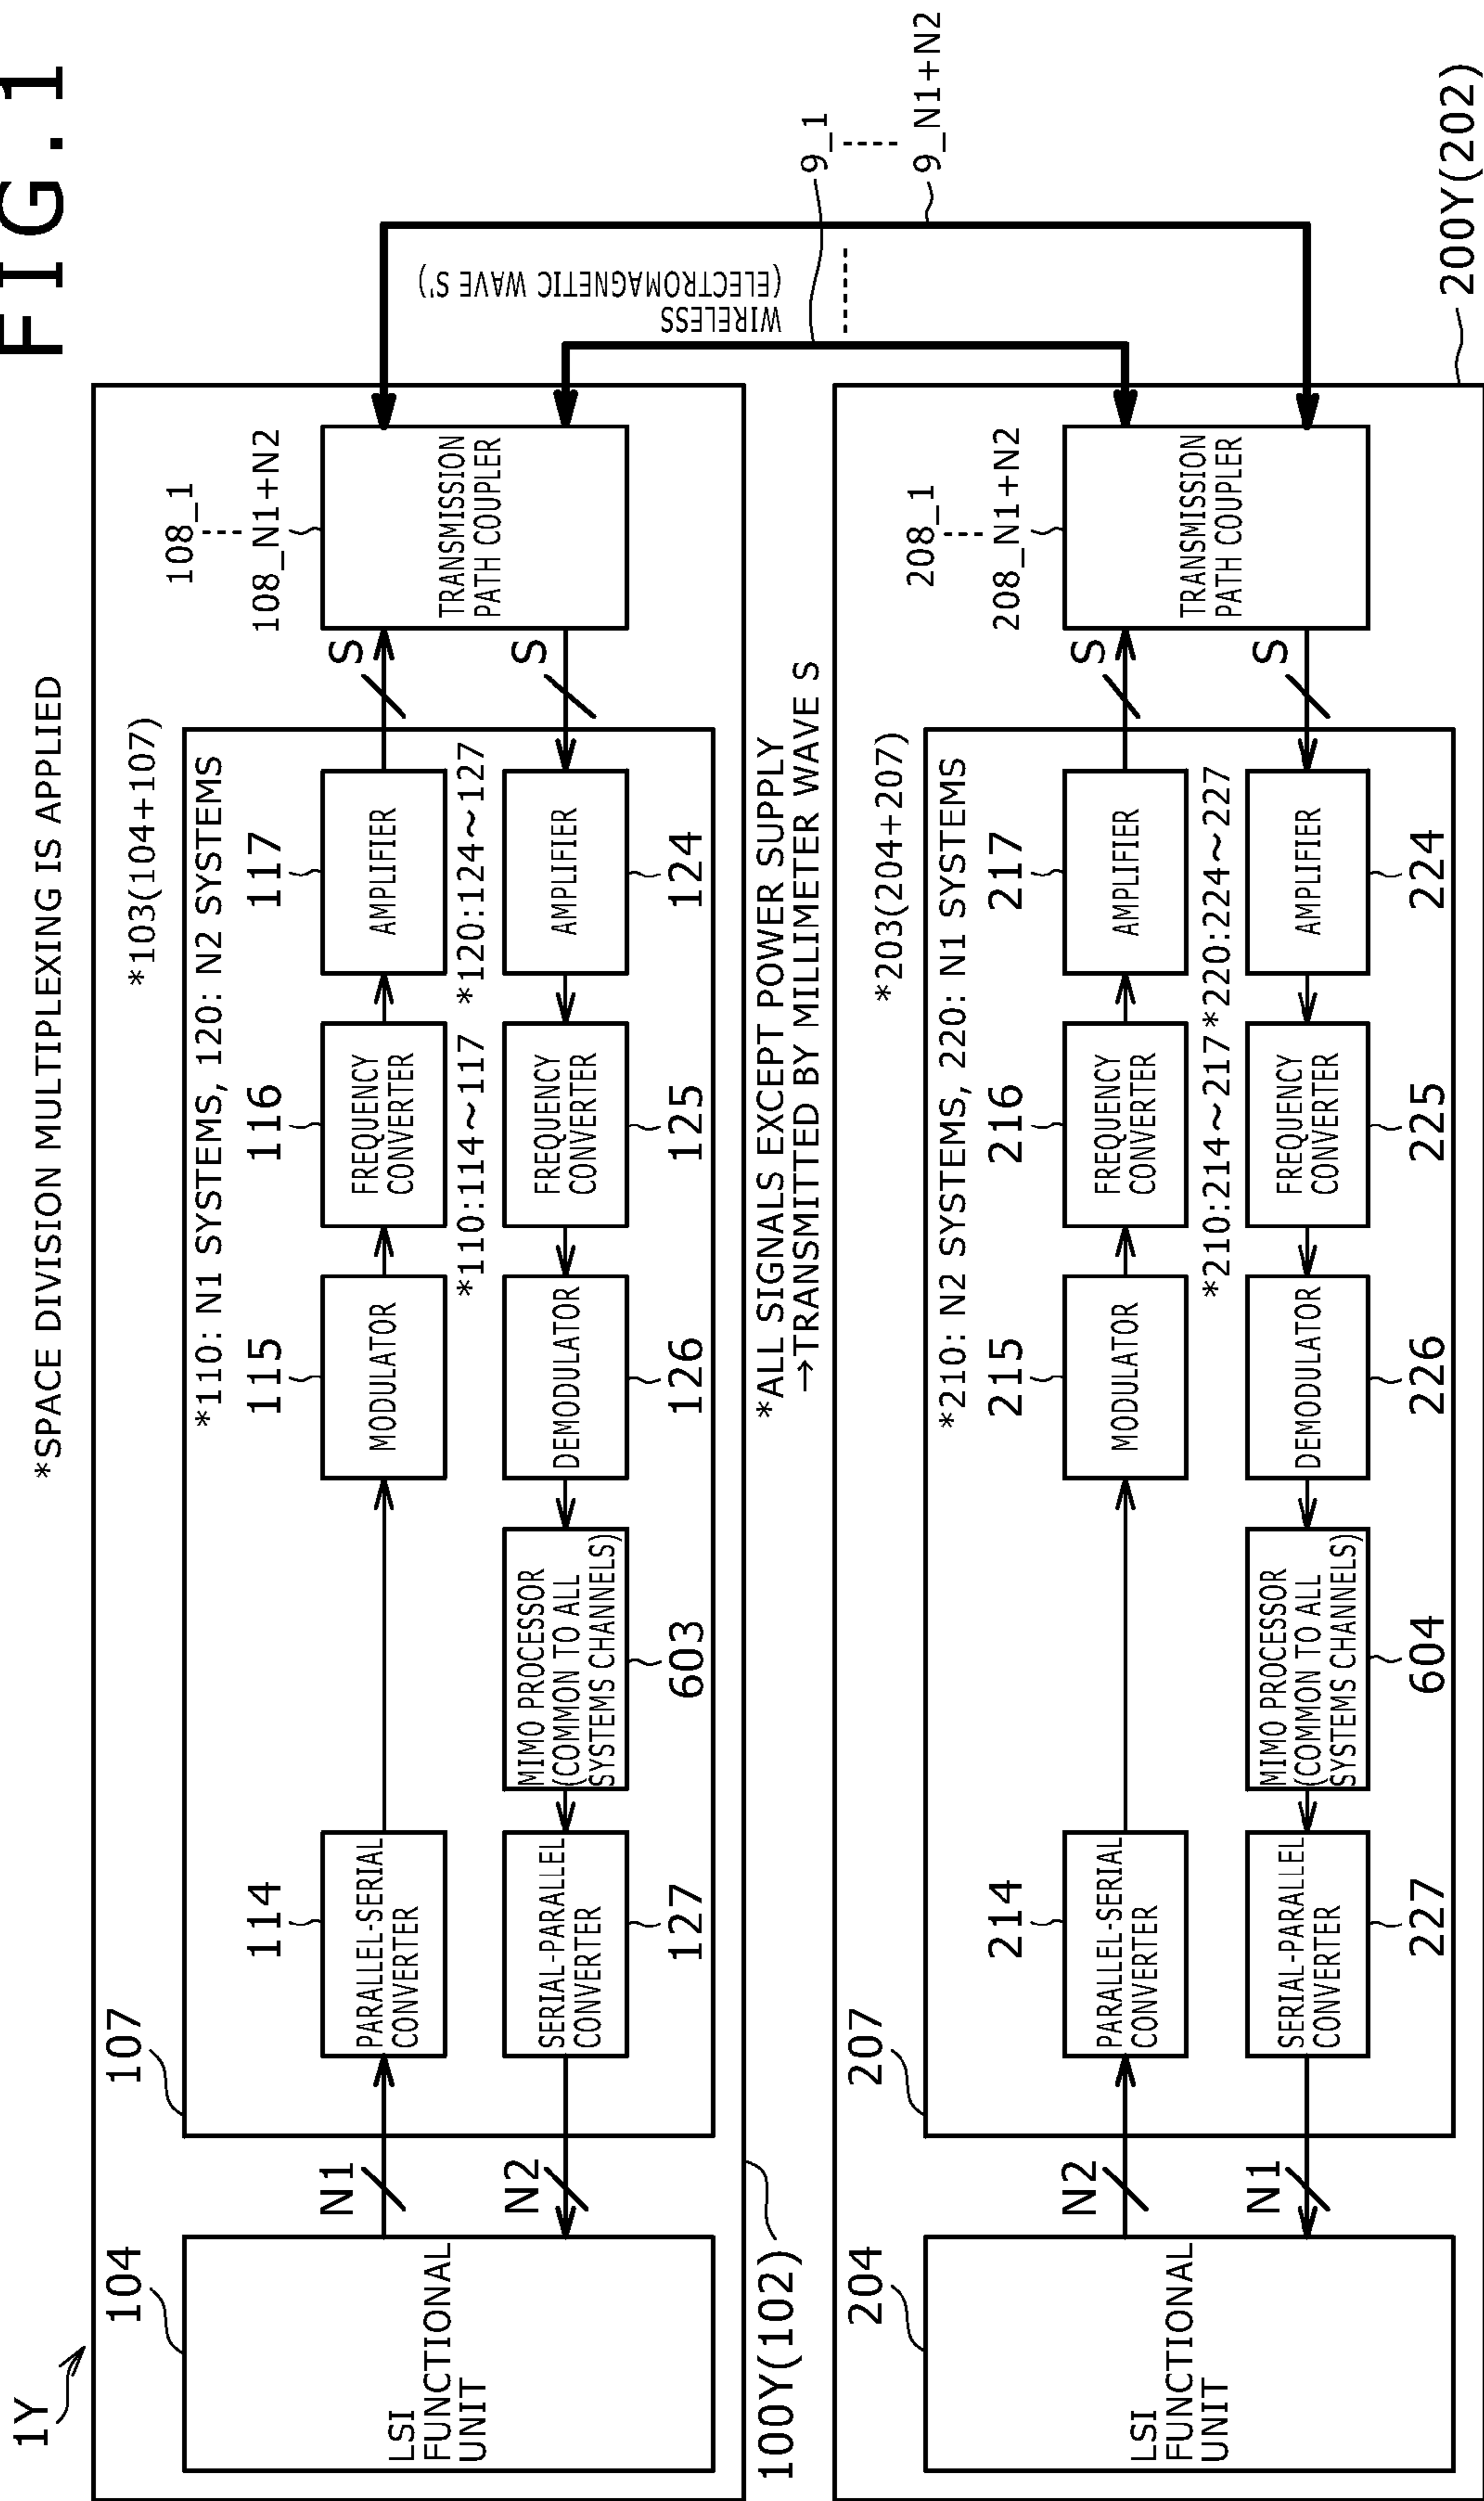 FIG.1
*SPACE DIVISION MULTIPLEXING IS APPLIED
1Y
104
107
*103(104+107)
108_1
108_N1+N2
*110: N1 SYSTEMS, 120: N2 SYSTEMS
114
115
116
117
LSI
FUNCTIONAL
UNIT
N1
PARALLEL-SERIAL
CONVERTER
MODULATOR
FREQUENCY
CONVERTER
AMPLIFIER
S
TRANSMISSION
PATH COUPLER
*110:114~117
*120:124~127
N2
SERIAL-PARALLEL
CONVERTER
MIMO PROCESSOR
(COMMON TO ALL
SYSTEMS CHANNELS)
DEMODULATOR
FREQUENCY
CONVERTER
AMPLIFIER
S
127
603
126
125
124
100Y(102)
*ALL SIGNALS EXCEPT POWER SUPPLY
→TRANSMITTED BY MILLIMETER WAVE S
WIRELESS
(ELECTROMAGNETIC WAVE S')
9_1
9_N1+N2
204
207
*203(204+207)
208_1
208_N1+N2
*210: N2 SYSTEMS, 220: N1 SYSTEMS
214
215
216
217
LSI
FUNCTIONAL
UNIT
N2
PARALLEL-SERIAL
CONVERTER
MODULATOR
FREQUENCY
CONVERTER
AMPLIFIER
S
TRANSMISSION
PATH COUPLER
*210:214~217
*220:224~227
N1
SERIAL-PARALLEL
CONVERTER
MIMO PROCESSOR
(COMMON TO ALL
SYSTEMS CHANNELS)
DEMODULATOR
FREQUENCY
CONVERTER
AMPLIFIER
S
227
604
226
225
224
200Y(202)